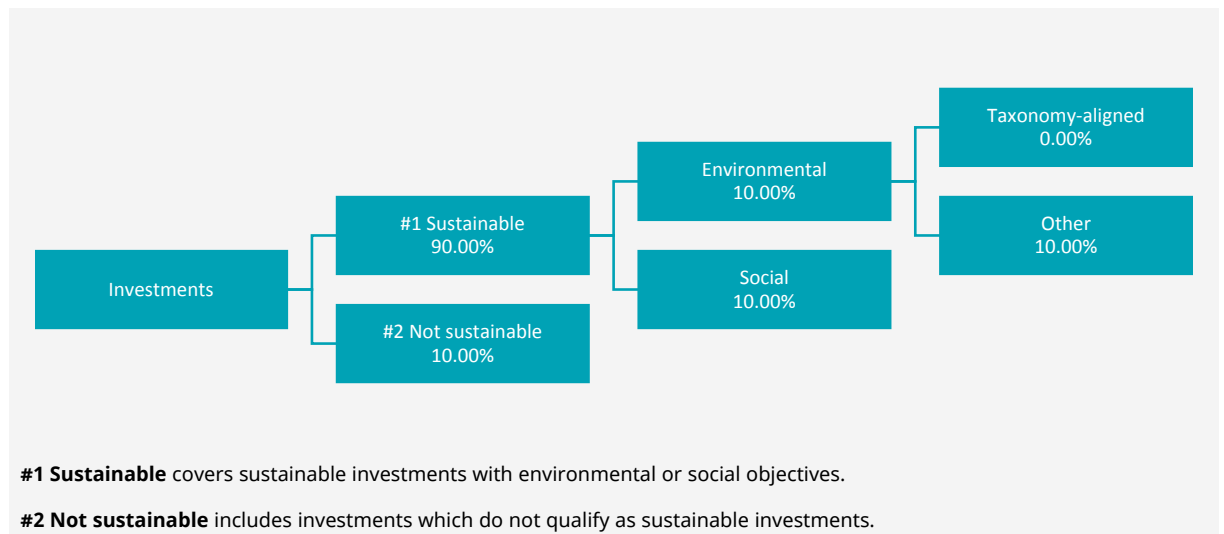 Investments
#1 Sustainable
90.00%
#2 Not sustainable
10.00%
Environmental
10.00%
Social
10.00%
Taxonomy-aligned
0.00%
Other
10.00%
#1 Sustainable covers sustainable investments with environmental or social objectives.
#2 Not sustainable includes investments which do not qualify as sustainable investments.